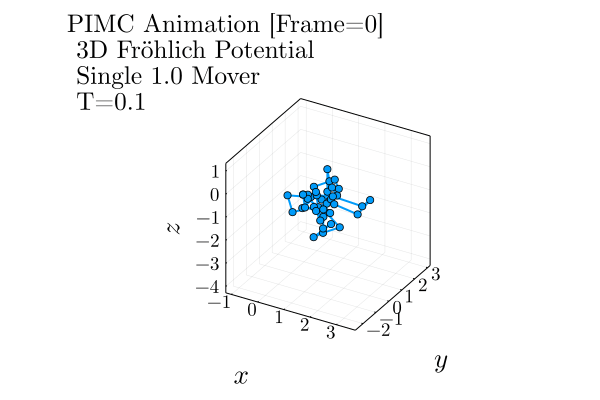 PIMC Animation [Frame=0]
3D Fröhlich Potential
Single 1.0 Mover
T=0.1
1
0
−1
−2
−3
−4
z
−1
0
1
2
3
x
−2
−1
0
1
2
3
y